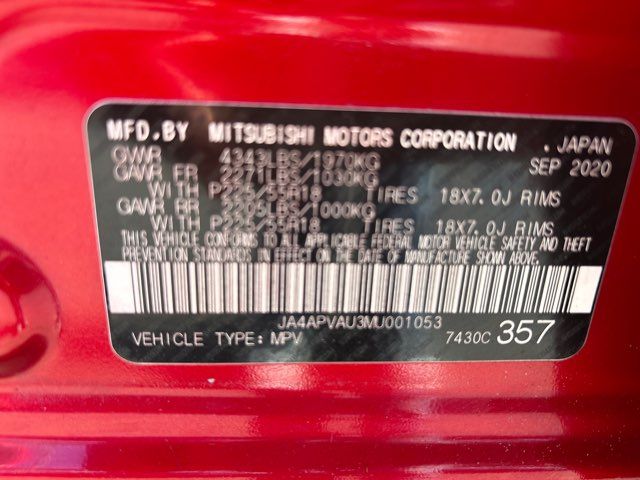 MFD.BY MITSUBISHI MOTORS CORPORATION, JAPAN
GVWR 4343LBS/1970KG SEP 2020
GAWR FR 2271LBS/1030KG
WITH P225/55R18 TIRES 18X7.0J RIMS
GAWR RR 2205LBS/1000KG
WITH P225/55R18 TIRES 18X7.0J RIMS
THIS VEHICLE CONFORMS TO ALL APPLICABLE FEDERAL MOTOR VEHICLE SAFETY AND THEFT
PREVENTION STANDARDS IN EFFECT ON THE DATE OF MANUFACTURE SHOWN ABOVE.
JA4APVAU3MU001053
VEHICLE TYPE: MPV 7430C 357